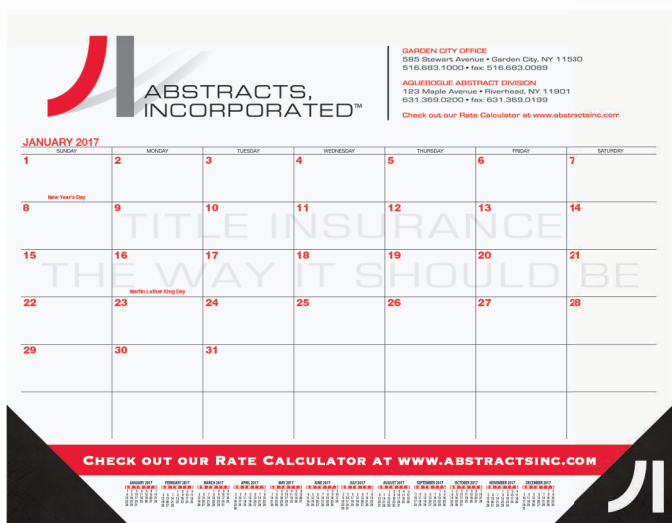 ABSTRACTS,
INCORPORATED™
GARDEN CITY OFFICE
585 Stewart Avenue • Garden City, NY 11530
516.683.1000 • fax: 516.683.0089
AQUEBOGUE ABSTRACT DIVISION
123 Maple Avenue • Riverhead, NY 11901
631.369.0200 • fax: 631.369.0199
Check out our Rate Calculator at www.abstractsinc.com
JANUARY 2017
SUNDAY MONDAY TUESDAY WEDNESDAY THURSDAY FRIDAY SATURDAY
1 2 3 4 5 6 7
New Year's Day
8 9 10 11 12 13 14
TITLE INSURANCE
15 16 17 18 19 20 21
THE WAY IT SHOULD BE
Martin Luther King Day
22 23 24 25 26 27 28
29 30 31
CHECK OUT OUR RATE CALCULATOR AT WWW.ABSTRACTSINC.COM
JANUARY 2017 FEBRUARY 2017 MARCH 2017 APRIL 2017 MAY 2017 JUNE 2017 JULY 2017 AUGUST 2017 SEPTEMBER 2017 OCTOBER 2017 NOVEMBER 2017 DECEMBER 2017